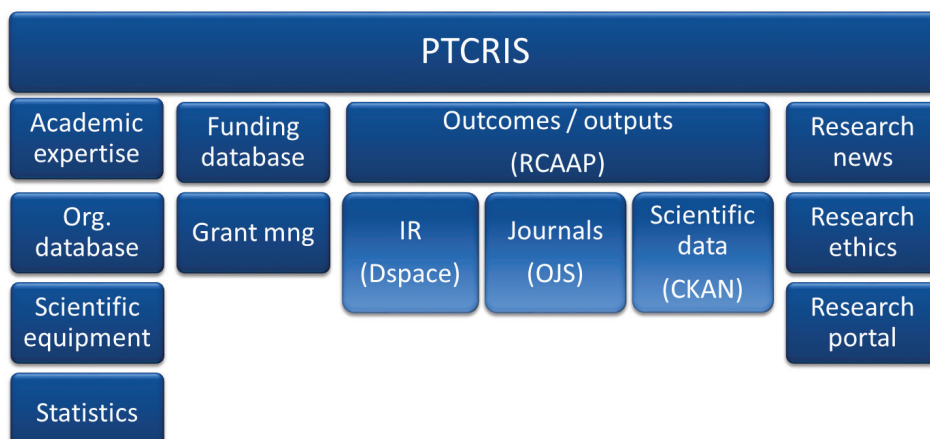 PTCRIS
Academic
expertise
Org.
database
Scientific
equipment
Statistics
Funding
database
Grant mng
Outcomes / outputs
(RCAAP)
IR
(Dspace)
Journals
(OJS)
Scientific
data
(CKAN)
Research
news
Research
ethics
Research
portal